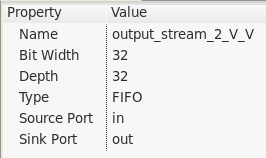 Property Value
Name output_stream_2_V_V
Bit Width 32
Depth 32
Type FIFO
Source Port in
Sink Port out